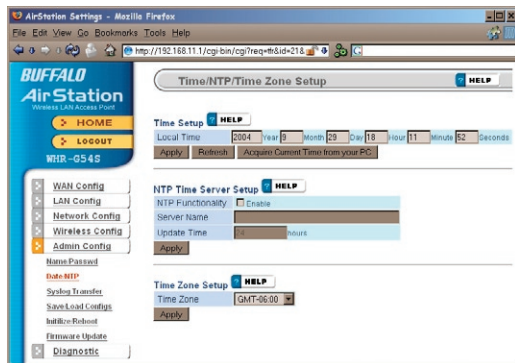 AirStation Settings - Mozilla Firefox
File Edit View Go Bookmarks Tools Help
http://192.168.11.1/cgi-bin/cgi?req=tfr&id=21&
BUFFALO
AirStation
Wireless LAN Access Point
HOME
LOGOUT
WHR-G54S
WAN Config
LAN Config
Network Config
Wireless Config
Admin Config
Name/Passwd
Date/NTP
Syslog Transfer
Save/Load Configs
Initilize/Reboot
Firmware Update
Diagnostic
Time/NTP/Time Zone Setup ? HELP
Time Setup ? HELP
Local Time 2004 Year 9 Month 29 Day 18 Hour 11 Minute 52 Seconds
Apply Refresh Acquire Current Time from your PC
NTP Time Server Setup ? HELP
NTP Functionality Enable
Server Name
Update Time 24 hours
Apply
Time Zone Setup ? HELP
Time Zone GMT-06:00
Apply